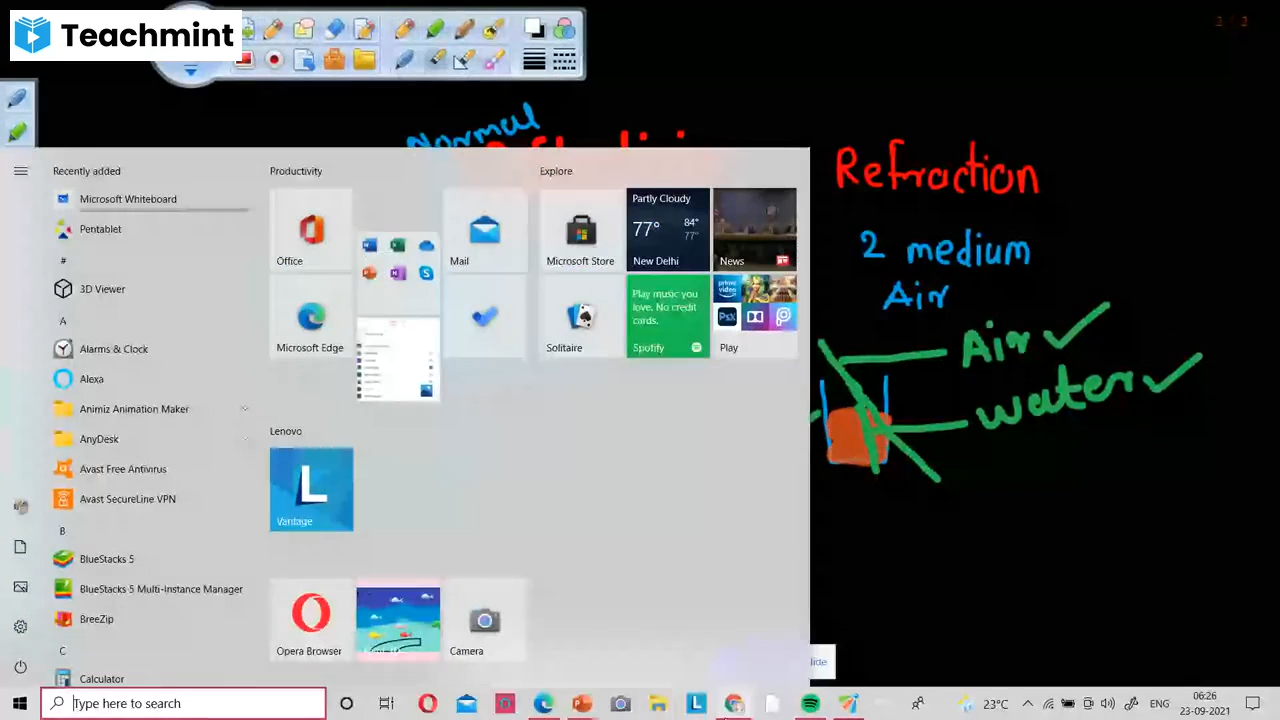 Teachmint
Normal
Refraction
2 medium
Air
Air
water
Recently added
Microsoft Whiteboard
Pentablet
#
3D Viewer
A
Alarms & Clock
Alexa
Animiz Animation Maker
AnyDesk
Avast Free Antivirus
Avast SecureLine VPN
B
BlueStacks 5
BlueStacks 5 Multi-Instance Manager
BreeZip
C
Calculator
Productivity
Office
Mail
Microsoft Edge
Lenovo
L
Vantage
Opera Browser
Camera
Explore
Microsoft Store
Partly Cloudy
77° 84°
77°
New Delhi
News
Solitaire
Play music you
love. No credit
cards.
Spotify
prime video
Play
Type here to search
23°C
ENG
06:26
23-09-2021